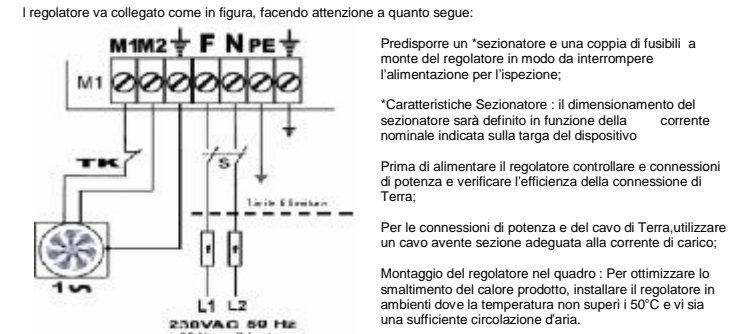 l regolatore va collegato come in figura, facendo attenzione a quanto segue:
M1 M2 F N PE
M1
TK
S
1~
L1 L2
230VAC 50 Hz
Predisporre un *sezionatore e una coppia di fusibili a
monte del regolatore in modo da interrompere
l'alimentazione per l'ispezione;
*Caratteristiche Sezionatore : il dimensionamento del
sezionatore sarà definito in funzione della corrente
nominale indicata sulla targa del dispositivo
Prima di alimentare il regolatore controllare e connessioni
di potenza e verificare l'efficienza della connessione di
Terra;
Per le connessioni di potenza e del cavo di Terra,utilizzare
un cavo avente sezione adeguata alla corrente di carico;
Montaggio del regolatore nel quadro : Per ottimizzare lo
smaltimento del calore prodotto, installare il regolatore in
ambienti dove la temperatura non superi i 50°C e vi sia
una sufficiente circolazione d'aria.